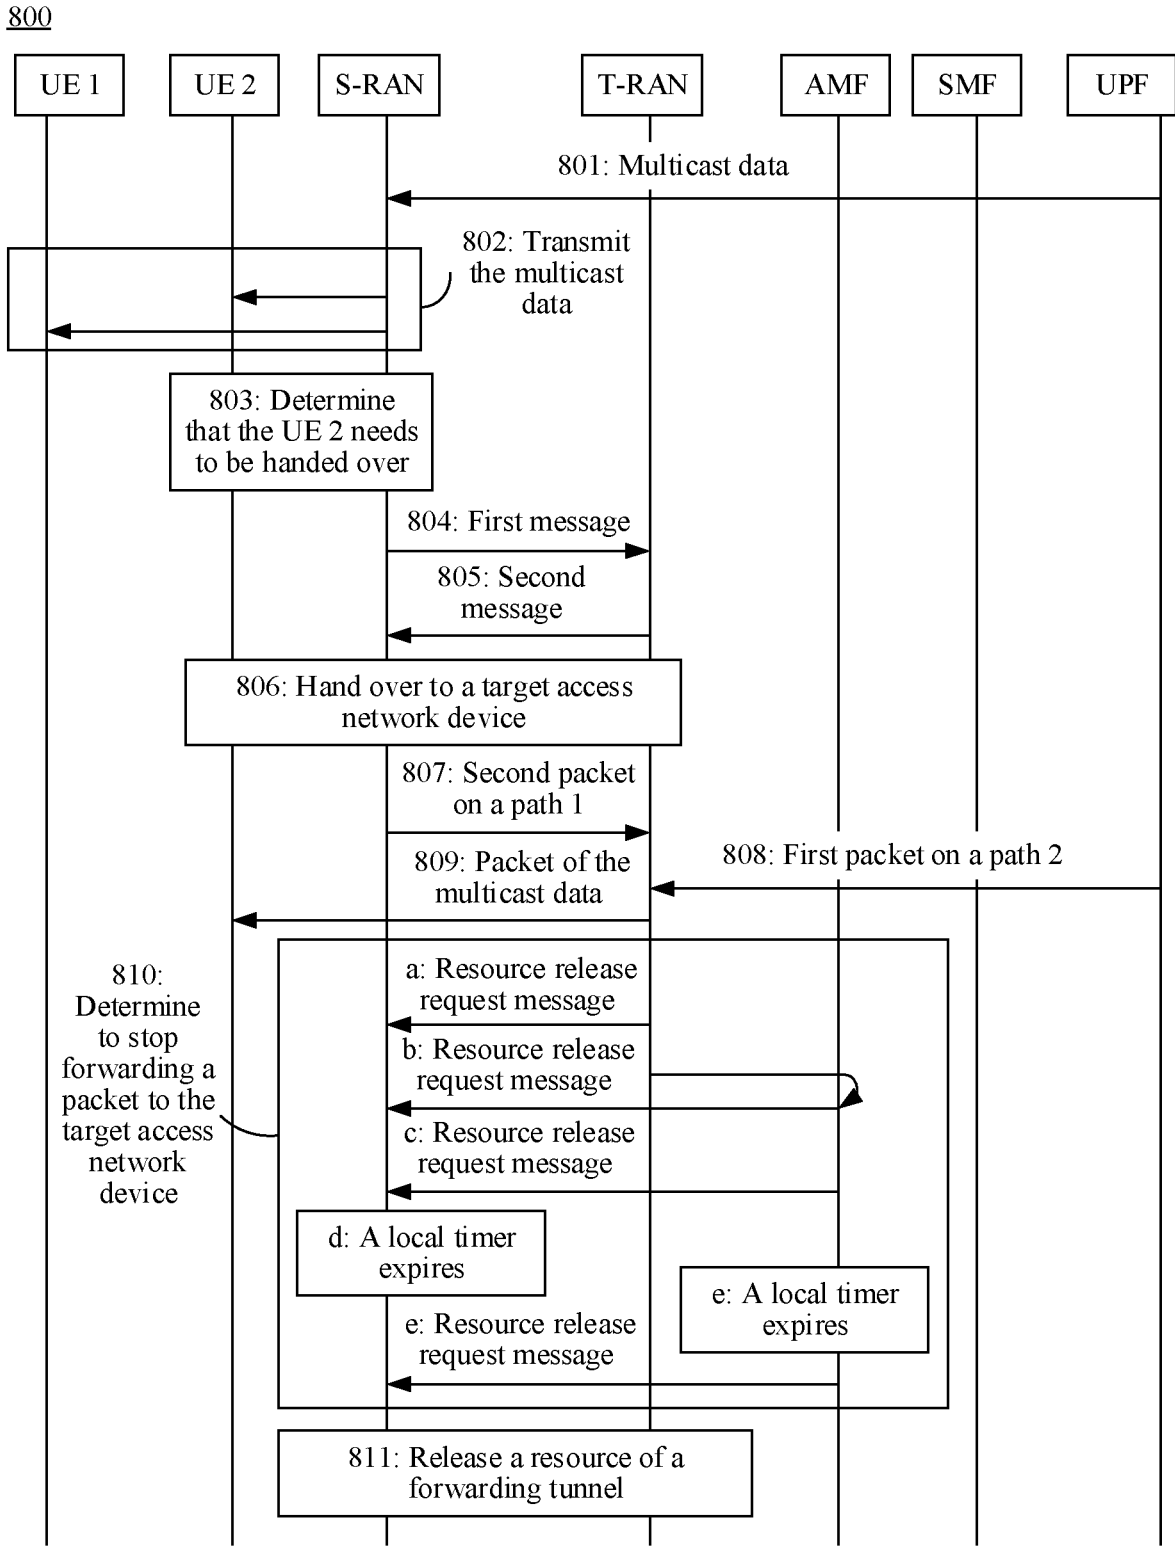 800
UE 1
UE 2
S-RAN
T-RAN
AMF
SMF
UPF
801: Multicast data
802: Transmit
the multicast
data
803: Determine
that the UE 2 needs
to be handed over
804: First message
805: Second
message
806: Hand over to a target access
network device
807: Second packet
on a path 1
808: First packet on a path 2
809: Packet of the
multicast data
810:
Determine
to stop
forwarding a
packet to the
target access
network
device
a: Resource release
request message
b: Resource release
request message
c: Resource release
request message
d: A local timer
expires
e: A local timer
expires
e: Resource release
request message
811: Release a resource of a
forwarding tunnel